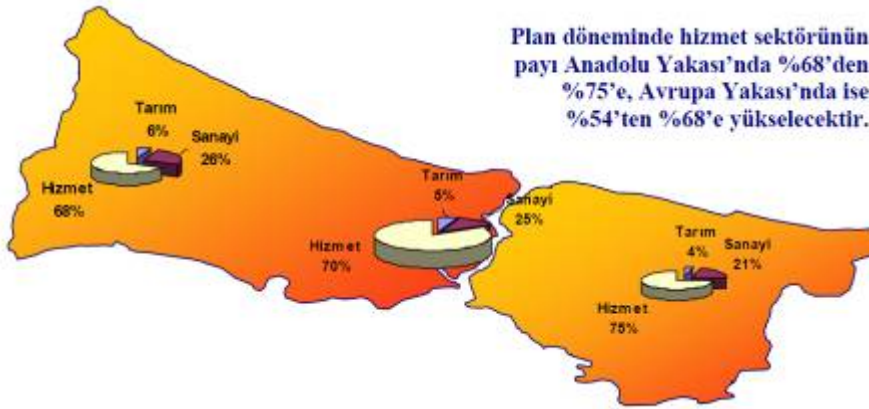 Plan döneminde hizmet sektörünün
payı Anadolu Yakası'nda %68'den
%75'e, Avrupa Yakası'nda ise
%54'ten %68'e yükselecektir.
Tarım
6%
Sanayi
26%
Hizmet
68%
Tarım
5%
Sanayi
25%
Hizmet
70%
Tarım
4%
Sanayi
21%
Hizmet
75%